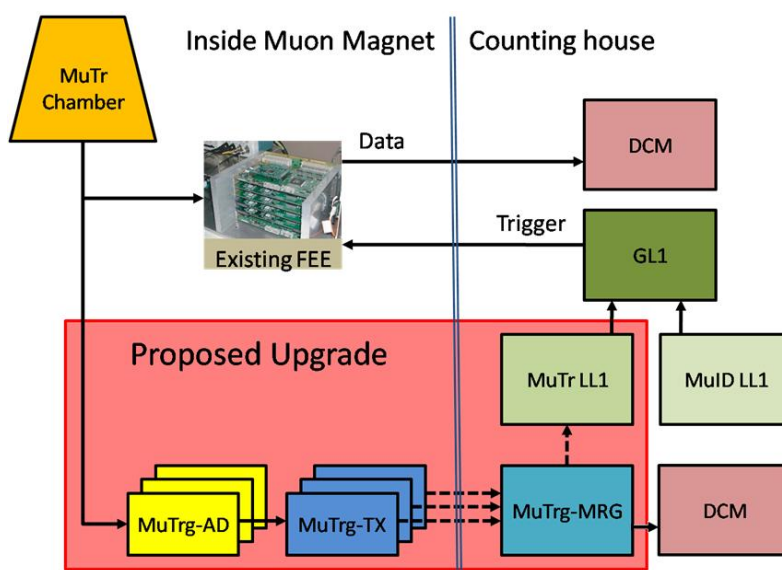 Inside Muon Magnet
Counting house
MuTr
Chamber
Data
DCM
Trigger
Existing FEE
GL1
Proposed Upgrade
MuTr LL1
MuID LL1
MuTrg-AD
MuTrg-TX
MuTrg-MRG
DCM